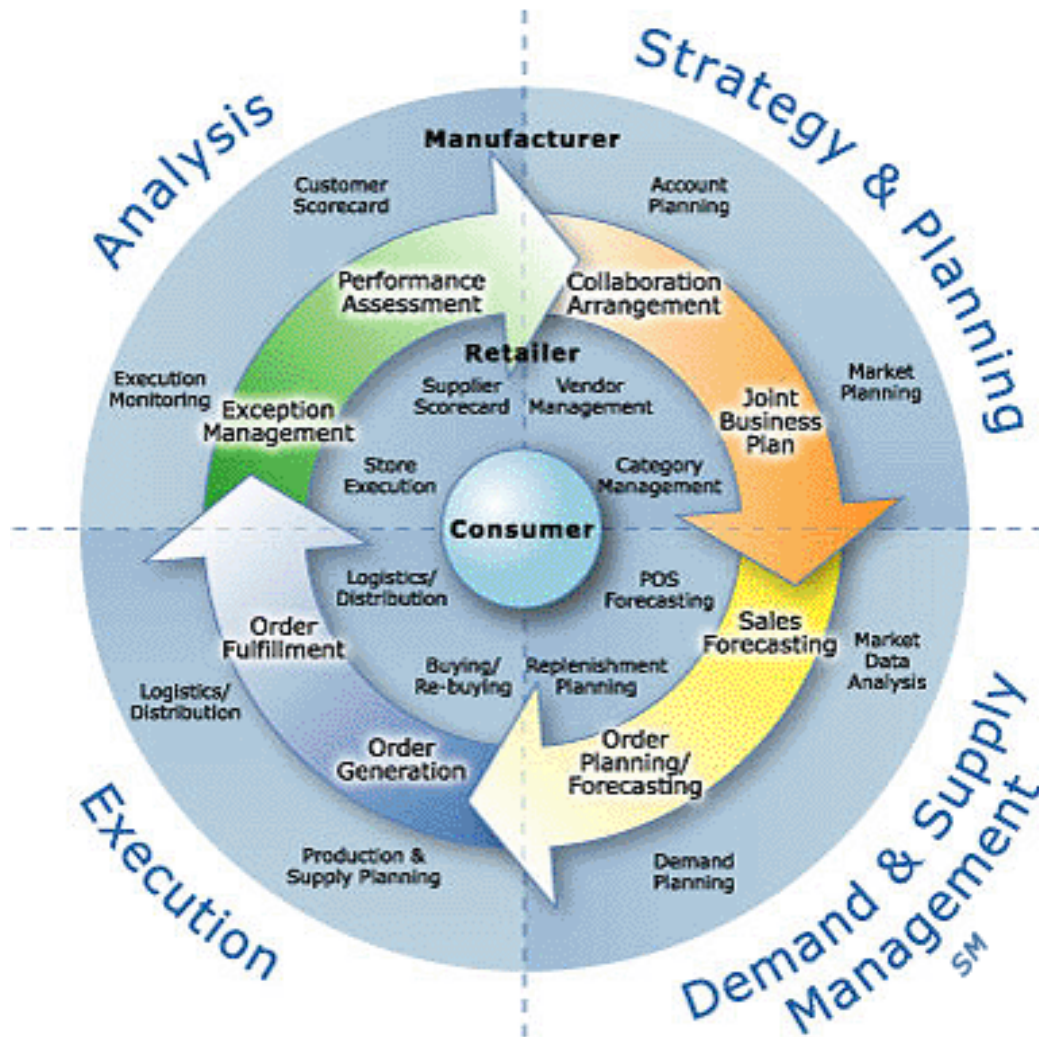 Strategy & Planning
Analysis
Manufacturer
Customer
Scorecard
Account
Planning
Performance
Assessment
Collaboration
Arrangement
Retailer
Supplier
Scorecard
Vendor
Management
Execution
Monitoring
Exception
Management
Joint
Business
Plan
Market
Planning
Store
Execution
Category
Management
Consumer
Logistics/
Distribution
POS
Forecasting
Order
Fulfillment
Sales
Forecasting
Market
Data
Analysis
Logistics/
Distribution
Buying/
Re-buying
Replenishment
Planning
Order
Generation
Order
Planning/
Forecasting
Production &
Supply Planning
Demand
Planning
Execution
Demand & Supply
Management
SM